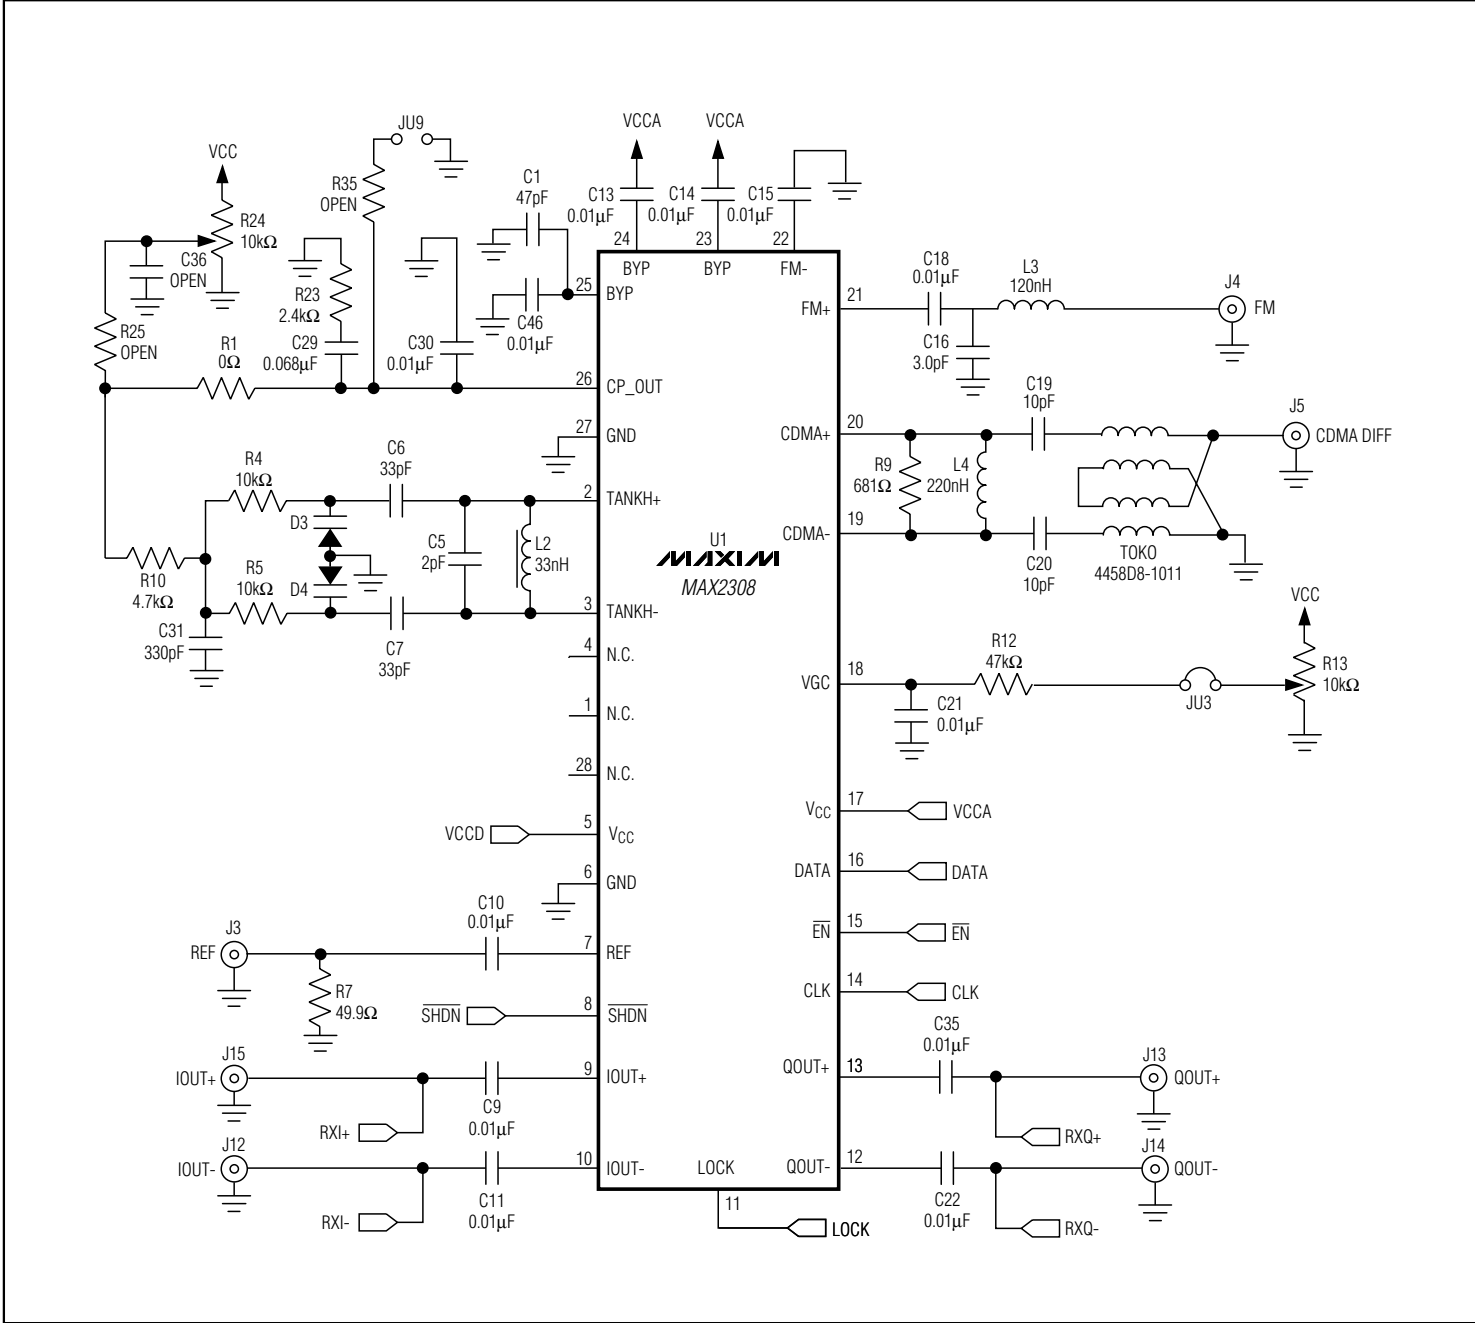 JU9
VCC
R24
10kΩ
C36
OPEN
R25
OPEN
R1
0Ω
R35
OPEN
R23
2.4kΩ
C29
0.068µF
C30
0.01µF
C1
47pF
C46
0.01µF
VCCA
VCCA
C13
0.01µF
C14
0.01µF
C15
0.01µF
24
23
22
BYP
BYP
FM-
25
BYP
26
CP_OUT
27
GND
2
TANKH+
3
TANKH-
4
N.C.
1
N.C.
28
N.C.
VCCD
5
VCC
6
GND
R4
10kΩ
R5
10kΩ
R10
4.7kΩ
C31
330pF
D3
D4
C6
33pF
C7
33pF
C5
2pF
L2
33nH
U1
MAXIM
MAX2308
J3
REF
R7
49.9Ω
C10
0.01µF
7
REF
SHDN
8
SHDN
J15
IOUT+
RXI+
C9
0.01µF
9
IOUT+
J12
IOUT-
RXI-
C11
0.01µF
10
IOUT-
LOCK
11
LOCK
FM+
21
C18
0.01µF
L3
120nH
C16
3.0pF
J4
FM
CDMA+
20
CDMA-
19
R9
681Ω
L4
220nH
C19
10pF
C20
10pF
TOKO
4458D8-1011
J5
CDMA DIFF
VGC
18
C21
0.01µF
R12
47kΩ
JU3
VCC
R13
10kΩ
VCC
17
VCCA
DATA
16
DATA
EN
15
EN
CLK
14
CLK
QOUT+
13
C35
0.01µF
J13
QOUT+
RXQ+
QOUT-
12
C22
0.01µF
J14
QOUT-
RXQ-